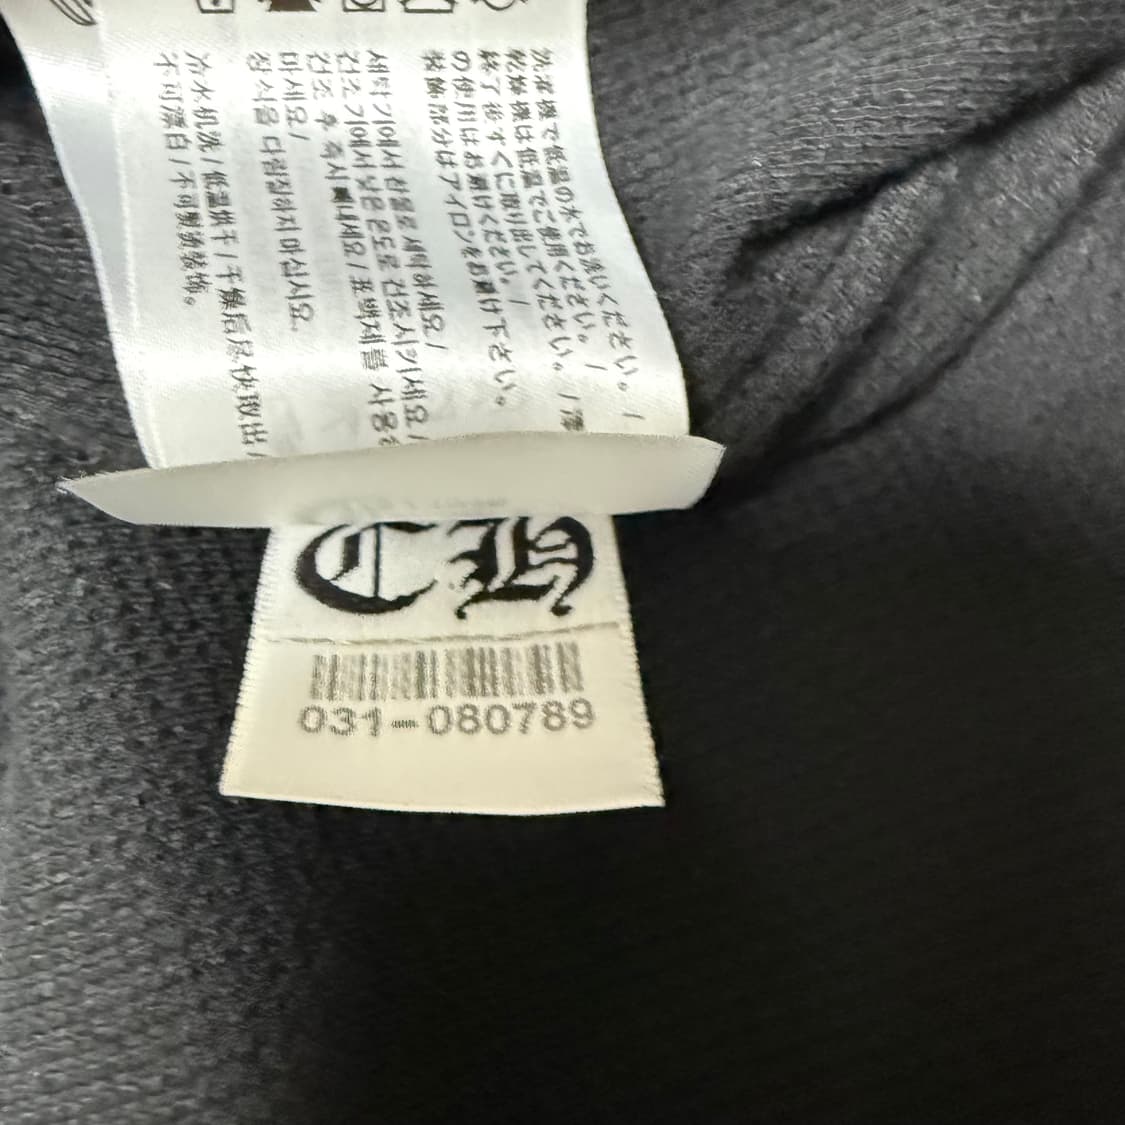 洗濯機で低温の水でお洗いください。/
乾燥機は低温でご使用ください。/
終了後すぐに取り出してください。/ 漂
の使用はお避けください。/
装飾部分はアイロンをお避け下さい。
세탁기에서 찬물로 세탁하세요/
건조기에서 낮은 온도로 건조시키세요/
건조 후 즉시 빼내세요/ 표백제를
마세요/
장식을 다림질하지 마십시요.
冷水机洗 / 低温烘干 / 干燥后尽快取出 /
不可漂白 / 不可熨烫装饰。
CH
031-080789